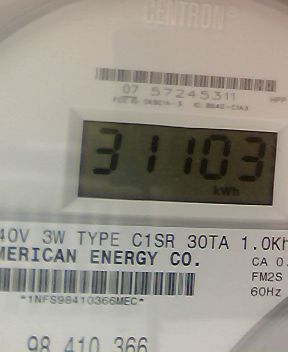 CENTRON®
07 57245311
HPP
31103
kWh
40V 3W TYPE C1SR 30TA 1.0Kh
MERICAN ENERGY CO.
CA 0.
FM2S
*1NFS98410366MEC*
60Hz
98 410 366